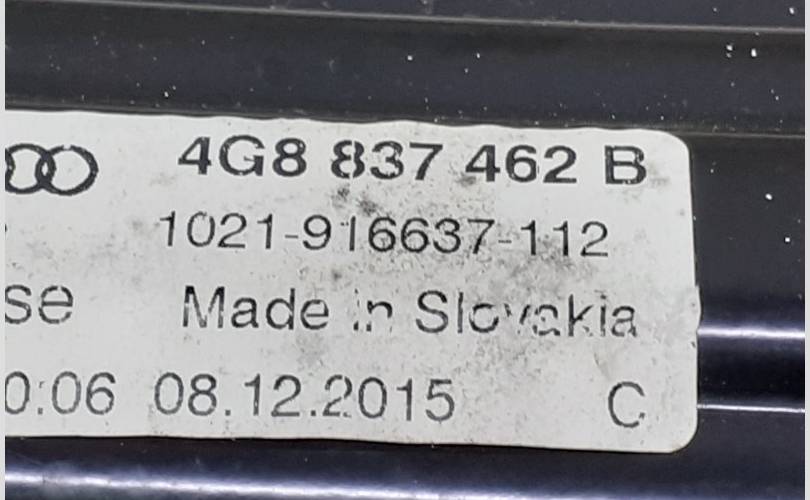 4G8 837 462 B
1021-916637-112
se Made in Slovakia
0:06 08.12.2015 C